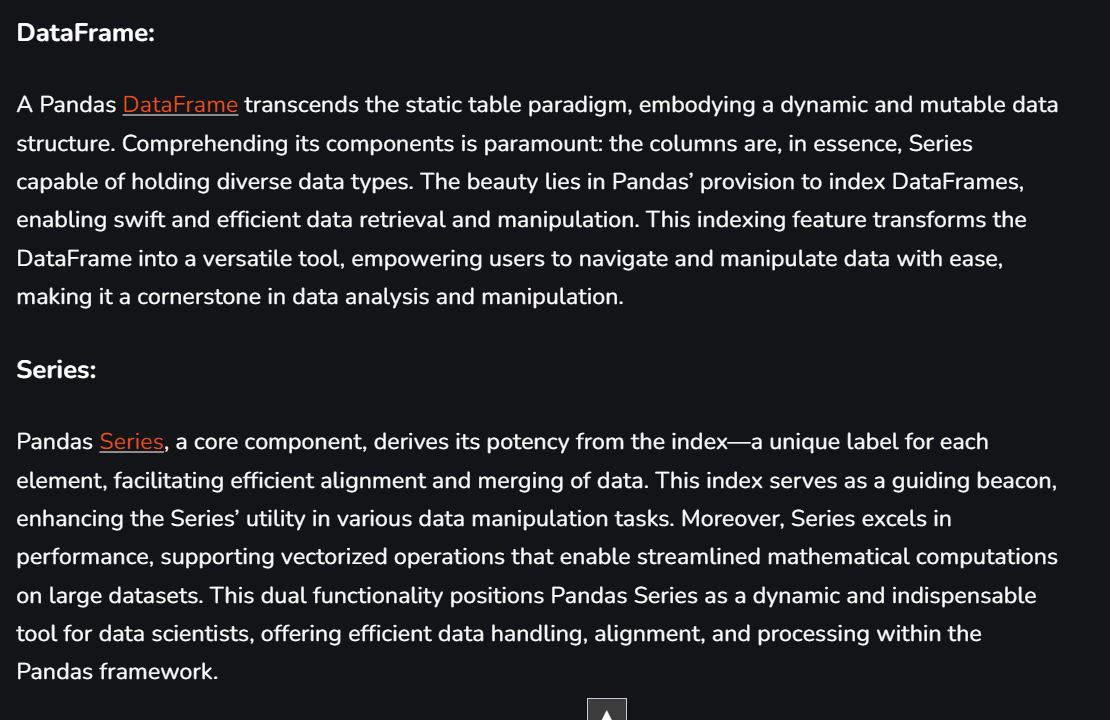 DataFrame:
A Pandas DataFrame transcends the static table paradigm, embodying a dynamic and mutable data
structure. Comprehending its components is paramount: the columns are, in essence, Series
capable of holding diverse data types. The beauty lies in Pandas’ provision to index DataFrames,
enabling swift and efficient data retrieval and manipulation. This indexing feature transforms the
DataFrame into a versatile tool, empowering users to navigate and manipulate data with ease,
making it a cornerstone in data analysis and manipulation.
Series:
Pandas Series, a core component, derives its potency from the index—a unique label for each
element, facilitating efficient alignment and merging of data. This index serves as a guiding beacon,
enhancing the Series’ utility in various data manipulation tasks. Moreover, Series excels in
performance, supporting vectorized operations that enable streamlined mathematical computations
on large datasets. This dual functionality positions Pandas Series as a dynamic and indispensable
tool for data scientists, offering efficient data handling, alignment, and processing within the
Pandas framework.